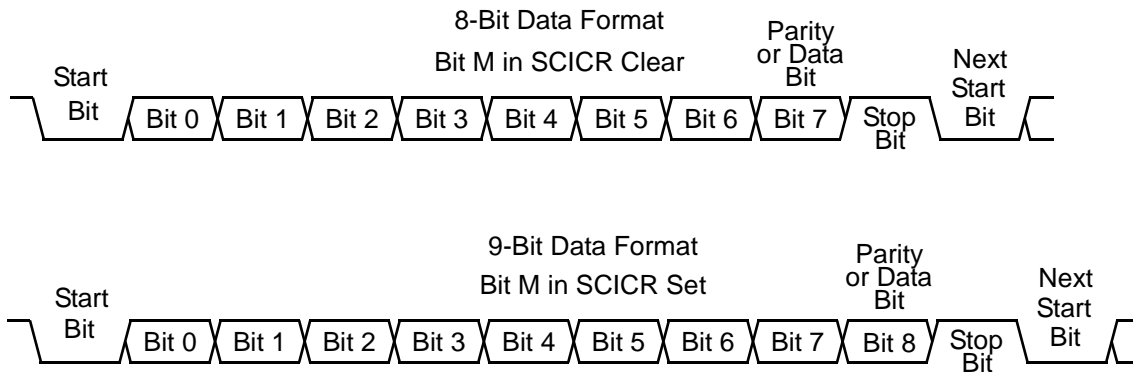 8-Bit Data Format
Bit M in SCICR Clear
Parity
or Data
Bit
Start
Bit
Next
Start
Bit
Bit 0 Bit 1 Bit 2 Bit 3 Bit 4 Bit 5 Bit 6 Bit 7
Stop
Bit
9-Bit Data Format
Bit M in SCICR Set
Parity
or Data
Bit
Start
Bit
Next
Start
Bit
Bit 0 Bit 1 Bit 2 Bit 3 Bit 4 Bit 5 Bit 6 Bit 7 Bit 8
Stop
Bit